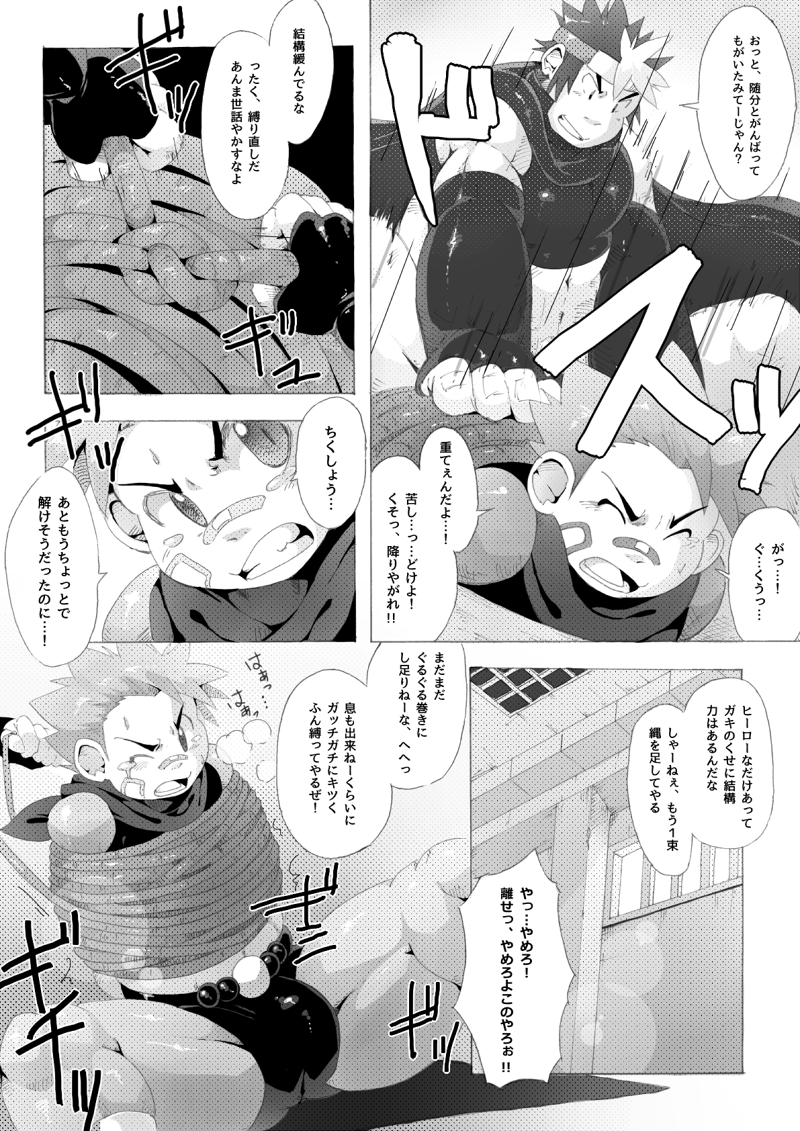 おっと、随分とがんばって
もがいたみてーじゃん?
ドスッ
が…っ!
ぐ…くうっ…
重てぇんだよ…!
苦し…っ…どけよ!
くそっ、降りやがれ!!
結構緩んでるな
ったく、縛り直しだ
あんま世話やかすなよ
ギュ
ギュ
ギチ
ちくしょう…
あともうちょっとで
解けそうだったのに…!
ヒーローなだけあって
ガキのくせに結構
力はあるんだな
しゃーねぇ、もう1束
縄を足してやる
やっ…やめろ!
離せっ、やめろよこのやろぉ!!
まだまだ
ぐるぐる巻きに
し足りねーな、へへっ
息も出来ねーくらいに
ガッチガチにキツく
ふん縛ってやるぜ!
はぁっ…
はぁっ
ギチ
ギチ
ギシ
ギシ